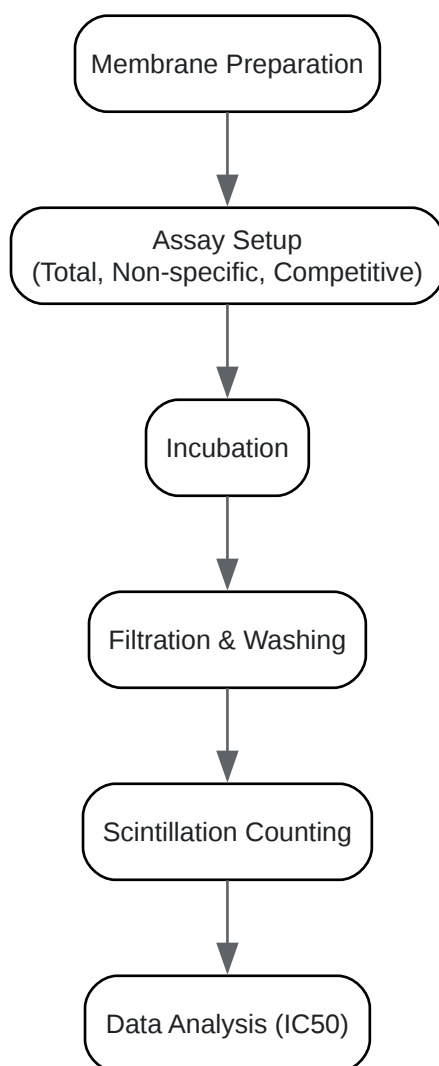 Membrane Preparation
Assay Setup
(Total, Non-specific, Competitive)
Incubation
Filtration & Washing
Scintillation Counting
Data Analysis (IC50)